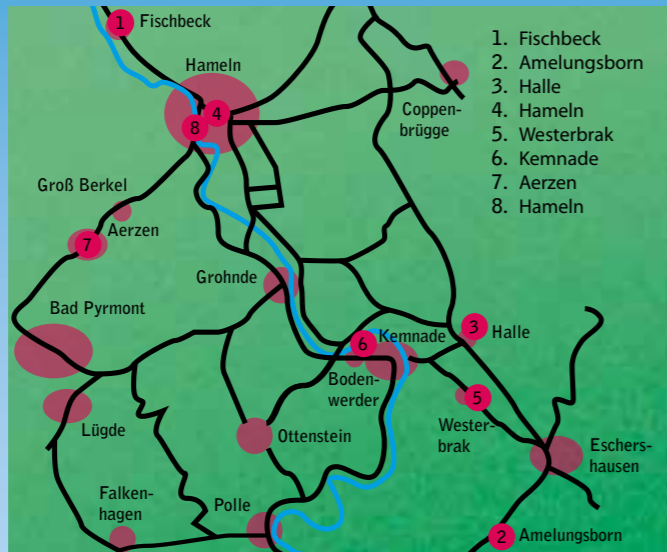 1 Fischbeck
Hameln
4
8
Coppen-
brügge
1. Fischbeck
2. Amelungsborn
3. Halle
4. Hameln
5. Westerbrak
6. Kemnade
7. Aerzen
8. Hameln
Groß Berkel
Aerzen
7
Grohnde
Bad Pyrmont
3 Halle
6 Kemnade
Boden-
werder
5
Wester-
brak
Lügde
Ottenstein
Eschers-
hausen
Falken-
hagen
Polle
2 Amelungsborn